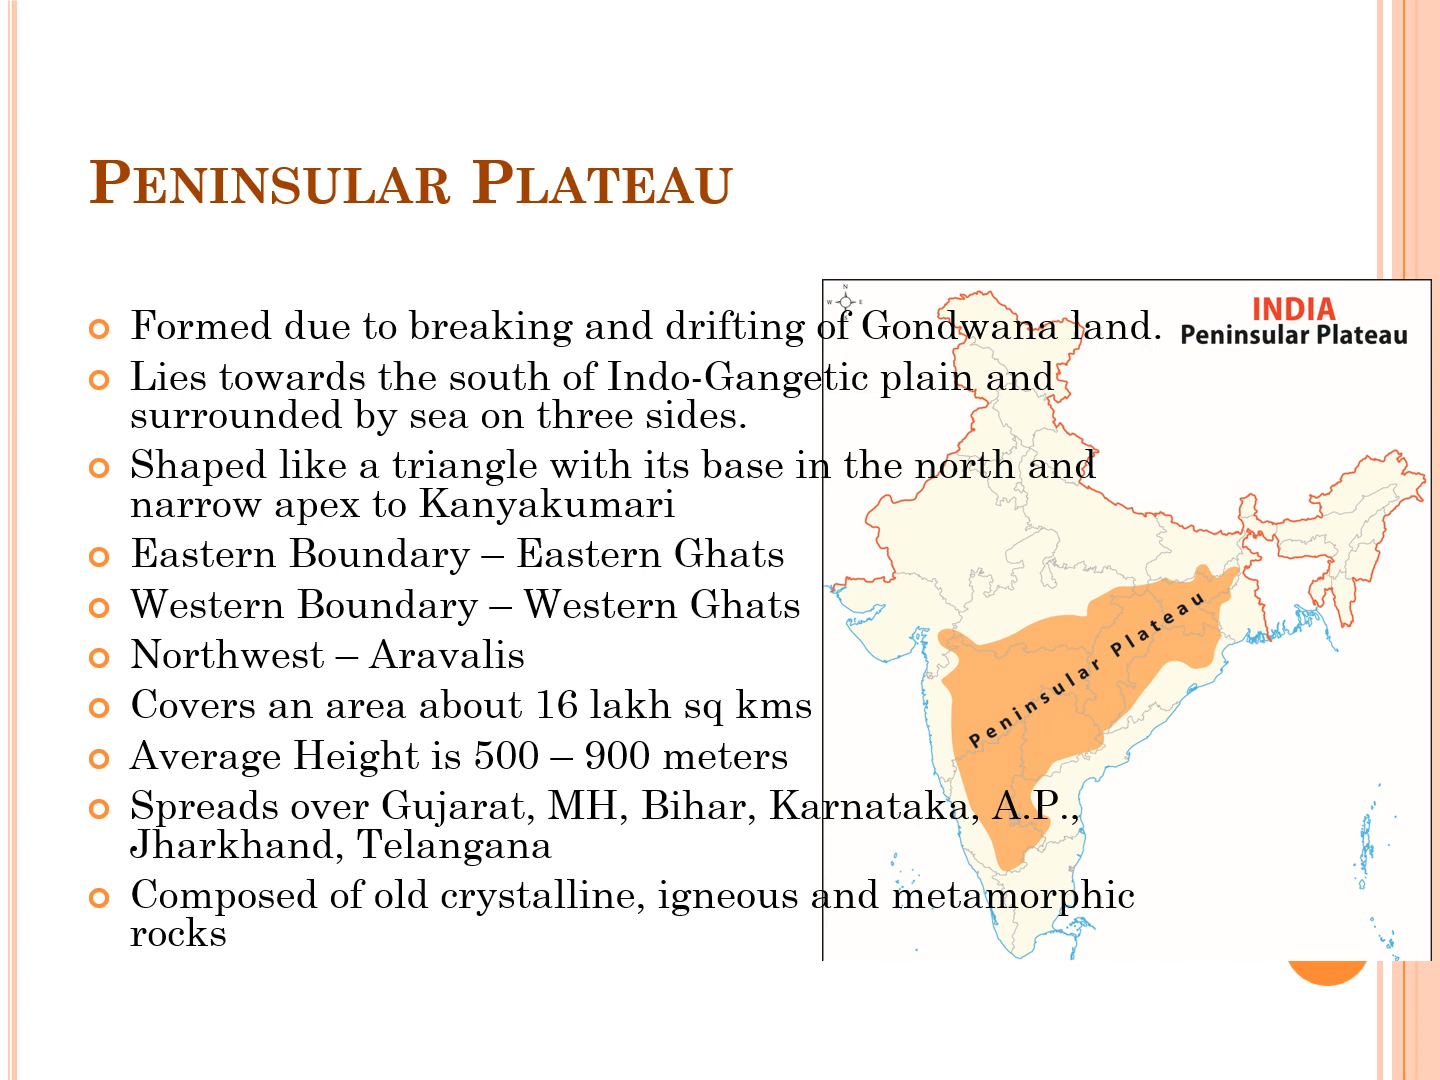 PENINSULAR PLATEAU
Formed due to breaking and drifting of Gondwana land.
Lies towards the south of Indo-Gangetic plain and
surrounded by sea on three sides.
Shaped like a triangle with its base in the north and
narrow apex to Kanyakumari
Eastern Boundary – Eastern Ghats
Western Boundary – Western Ghats
Northwest – Aravalis
Covers an area about 16 lakh sq kms
Average Height is 500 – 900 meters
Spreads over Gujarat, MH, Bihar, Karnataka, A.P.,
Jharkhand, Telangana
Composed of old crystalline, igneous and metamorphic
rocks
N
W E
INDIA
Peninsular Plateau
Peninsular Plateau